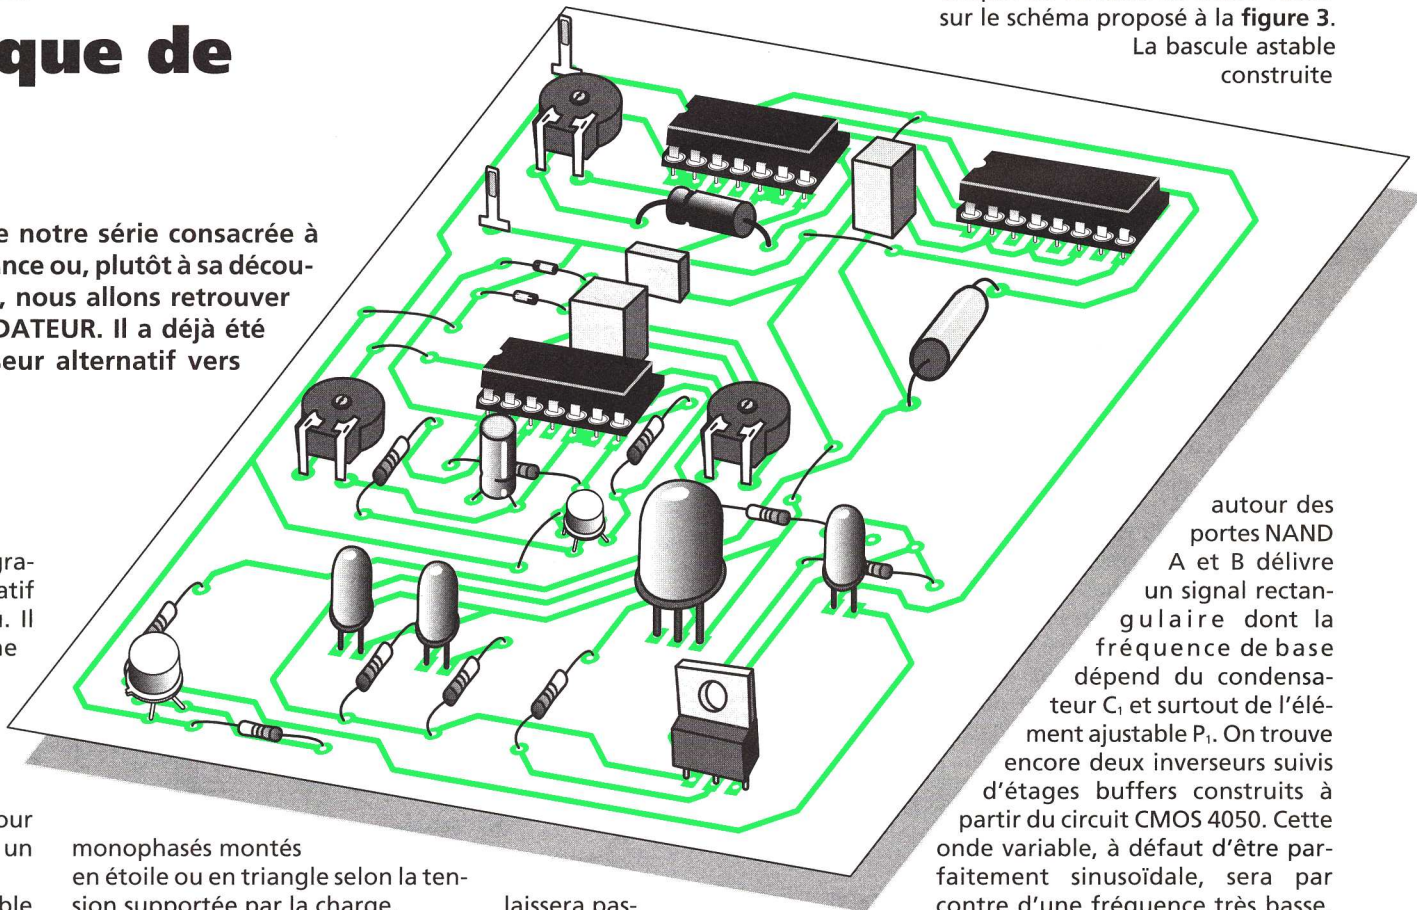 que de
e notre série consacrée à
ance ou, plutôt à sa décou-
, nous allons retrouver
DATEUR. Il a déjà été
seur alternatif vers
gra-
atif
. Il
ne
our
un
ble
monophasés montés
en étoile ou en triangle selon la ten-
sion supportée par la charge
laissera pas-
sur le schéma proposé à la figure 3.
La bascule astable
construite
autour des
portes NAND
A et B délivre
un signal rectan-
gulaire dont la
fréquence de base
dépend du condensa-
teur C₁ et surtout de l'élé-
ment ajustable P₁. On trouve
encore deux inverseurs suivis
d'étages buffers construits à
partir du circuit CMOS 4050. Cette
onde variable, à défaut d'être par-
faitement sinusoïdale, sera par
contre d'une fréquence très basse,